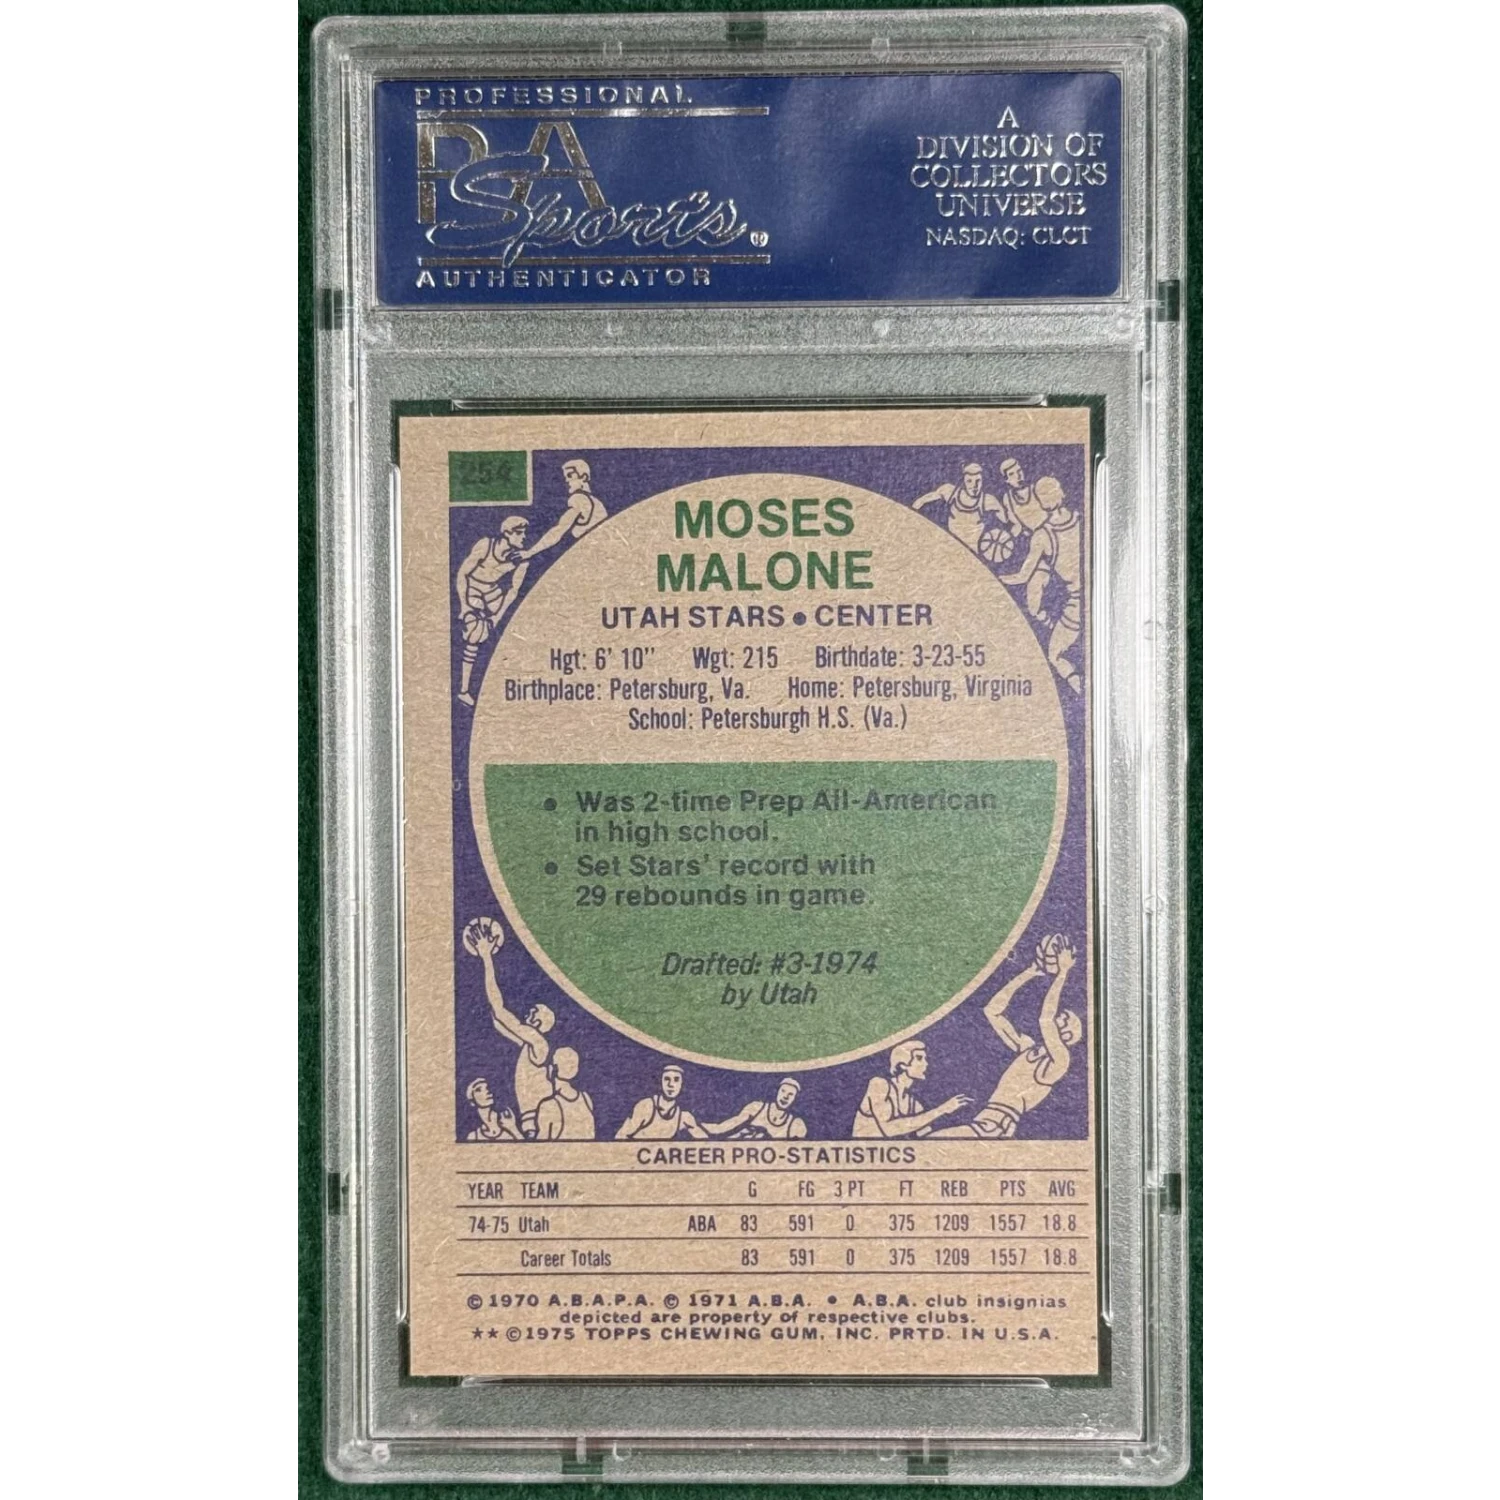 PROFESSIONAL
PSA
Sports®
AUTHENTICATOR
A
DIVISION OF
COLLECTORS
UNIVERSE
NASDAQ: CLCT
254
MOSES
MALONE
UTAH STARS • CENTER
Hgt: 6' 10" Wgt: 215 Birthdate: 3-23-55
Birthplace: Petersburg, Va. Home: Petersburg, Virginia
School: Petersburgh H.S. (Va.)
• Was 2-time Prep All-American
in high school.
• Set Stars' record with
29 rebounds in game.
Drafted: #3-1974
by Utah
CAREER PRO-STATISTICS
YEAR TEAM G FG 3 PT FT REB PTS AVG
74-75 Utah ABA 83 591 0 375 1209 1557 18.8
Career Totals 83 591 0 375 1209 1557 18.8
© 1970 A.B.A.P.A. © 1971 A.B.A. • A.B.A. club insignias
depicted are property of respective clubs.
★★ © 1975 TOPPS CHEWING GUM, INC. PRTD. IN U.S.A.